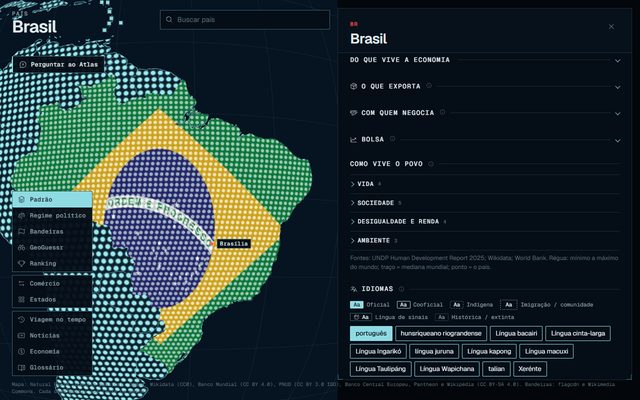 PAÍS
Brasil
Buscar país
Perguntar ao Atlas
ORDEM E PROGRESSO
Brasília
Padrão
Regime político
Bandeiras
GeoGuessr
Ranking
Comércio
Estados
Viagem no tempo
Notícias
Economia
Glossário
BR
Brasil
DO QUE VIVE A ECONOMIA
O QUE EXPORTA
COM QUEM NEGOCIA
BOLSA
COMO VIVE O POVO
VIDA 4
SOCIEDADE 5
DESIGUALDADE E RENDA 4
AMBIENTE 3
Fontes: UNDP Human Development Report 2025; Wikidata; World Bank. Régua: mínimo a máximo
do mundo; traço = mediana mundial; ponto = o país.
IDIOMAS
Aa Oficial Aa Cooficial Aa Indígena Aa Imigração / comunidade
Aa Língua de sinais Aa Histórica / extinta
português hunsriqueano riograndense Língua bacairi Língua cinta-larga
Língua Ingarikó língua juruna Língua kapong Língua macuxi
Língua Taulipáng Língua Wapichana talian Xerénte
Mapa: Natural Wikidata (CC0), Banco Mundial (CC BY 4.0), PNUD (CC BY 3.0 IGO) Banco Central Europeu, Pantheon e Wikipédia (CC BY-SA 4.0). Bandeiras: flagcdn e Wikimedia
Commons. Cada